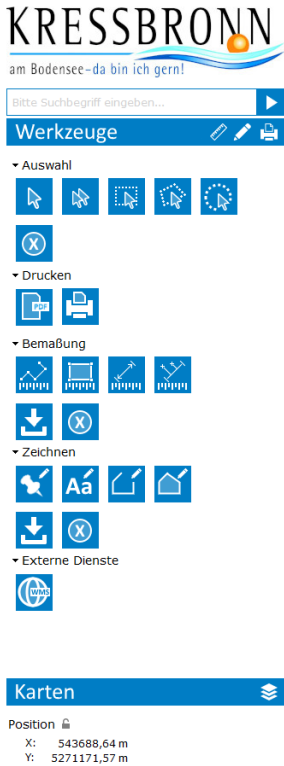 KRESSBRONN
am Bodensee–da bin ich gern!
Bitte Suchbegriff eingeben...
Werkzeuge
Auswahl
X
Drucken
PDF
Bemaßung
X
Zeichnen
Aa
X
Externe Dienste
WMS
Karten
Position
X: 543688,64 m
Y: 5271171,57 m